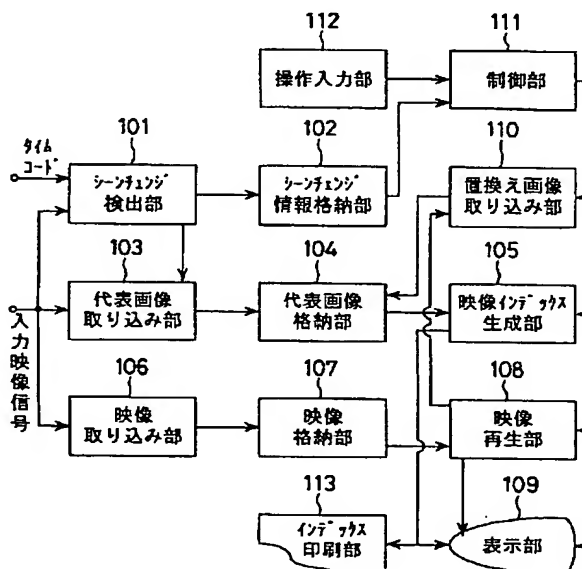 112
操作入力部
111
制御部
タイム
コード
101
シーンチェンジ
検出部
102
シーンチェンジ
情報格納部
110
置換え画像
取り込み部
103
代表画像
取り込み部
104
代表画像
格納部
105
映像インデックス
生成部
入力映像信号
106
映像
取り込み部
107
映像
格納部
108
映像
再生部
113
インデックス
印刷部
109
表示部